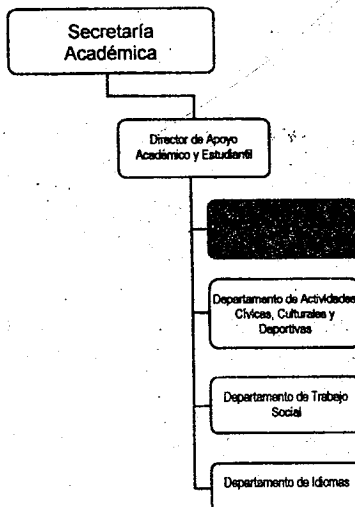 Secretaría
Académica
Director de Apoyo
Académico y Estudiantil
Departamento de Actividades
Cívicas, Culturales y
Deportivas
Departamento de Trabajo
Social
Departamento de Idiomas